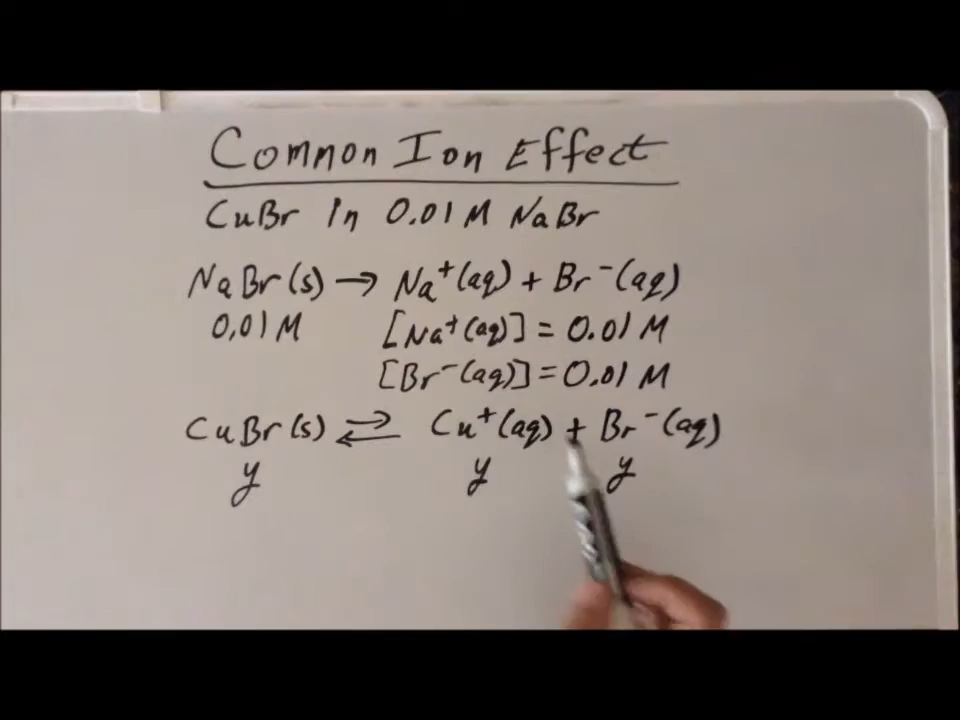 Common Ion Effect
CuBr in 0.01 M NaBr
NaBr(s) → Na⁺(aq) + Br⁻(aq)
0.01 M [Na⁺(aq)] = 0.01 M
[Br⁻(aq)] = 0.01 M
CuBr(s) ⇌ Cu⁺(aq) + Br⁻(aq)
y y y